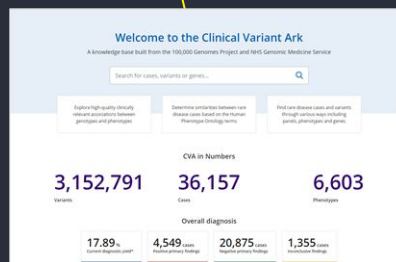 Welcome to the Clinical Variant Ark
A knowledge base built from the 100,000 Genomes Project and NHS Genomic Medicine Service
Search for cases, variants or genes...
Explore high-quality clinically
relevant associations between
genotypes and phenotypes
Determine similarities between rare
disease cases based on the Human
Phenotype Ontology terms
Find rare disease cases and variants
through various ways including
panels, phenotypes and genes
CVA in Numbers
3,152,791
Variants
36,157
Cases
6,603
Phenotypes
Overall diagnosis
17.89 %
Current diagnostic yield*
4,549 cases
Positive primary findings
20,875 cases
Negative primary findings
1,355 cases
Inconclusive findings